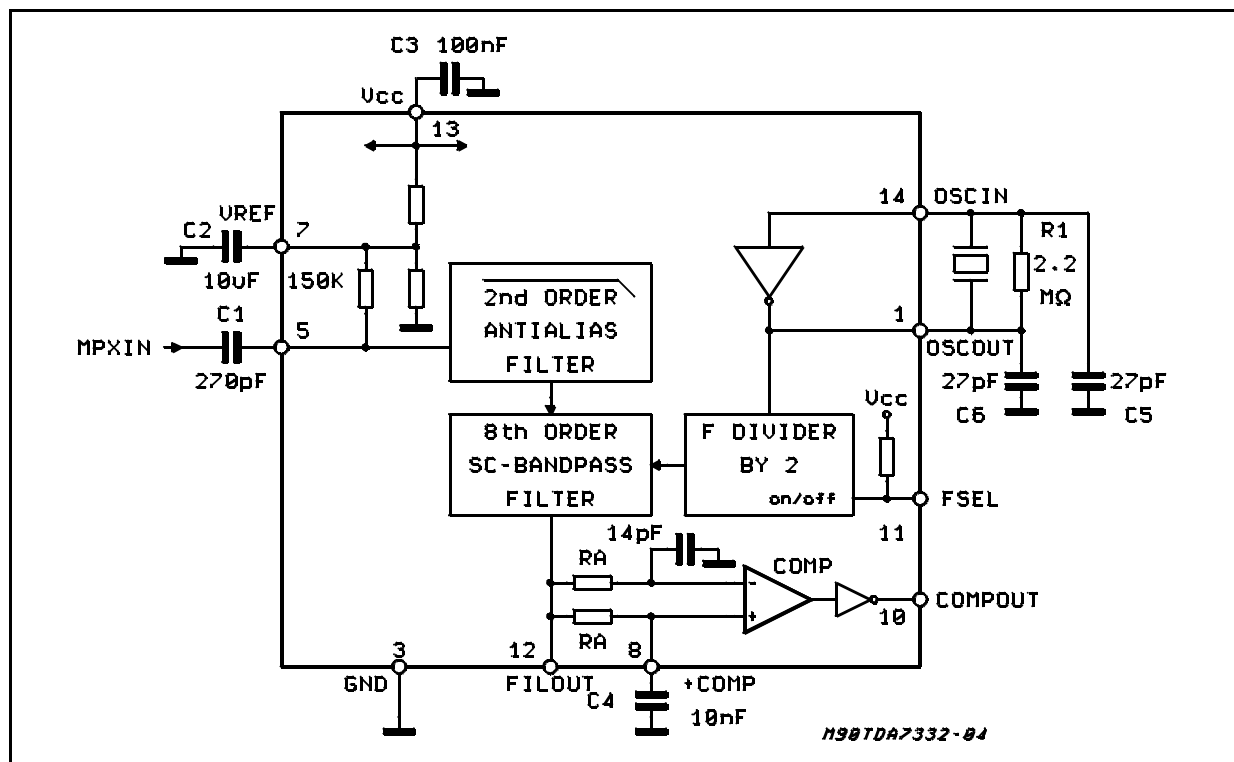 C3 100nF
Vcc
13
14
OSCIN
VREF
C2
7
R1
10υF
150K
2.2
MΩ
2nd ORDER
ANTIALIAS
FILTER
C1
5
1
MPXIN
OSCOUT
270pF
27pF
27pF
C6
C5
Vcc
8th ORDER
SC-BANDPASS
FILTER
F DIVIDER
BY 2
on/off
FSEL
11
14pF
RA
COMP
-
+
COMPOUT
10
RA
3
12
8
GND
FILOUT
C4
+COMP
10nF
M90TDA7332-04